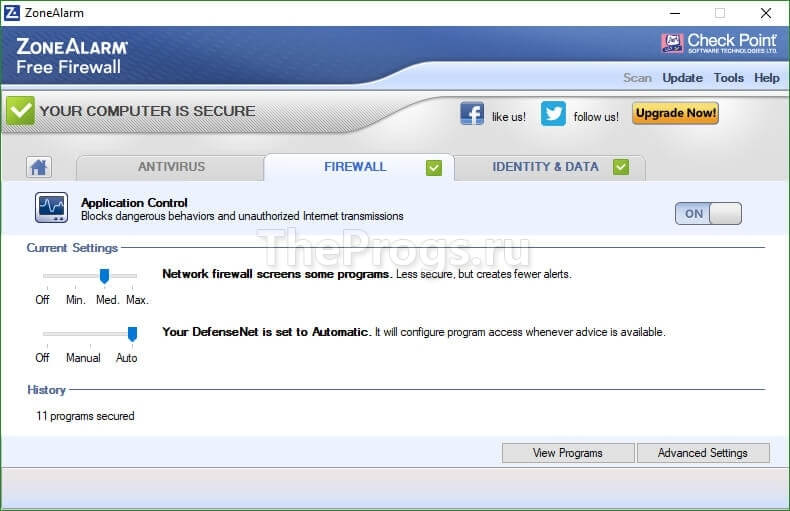 ZoneAlarm
ZONEALARM
Free Firewall
Check Point
SOFTWARE TECHNOLOGIES LTD.
Scan Update Tools Help
YOUR COMPUTER IS SECURE
like us!
follow us!
Upgrade Now!
ANTIVIRUS
FIREWALL
IDENTITY & DATA
Application Control
Blocks dangerous behaviors and unauthorized Internet transmissions
ON
TheProgs.ru
Current Settings
Network firewall screens some programs. Less secure, but creates fewer alerts.
Off Min. Med. Max.
Your DefenseNet is set to Automatic. It will configure program access whenever advice is available.
Off Manual Auto
History
11 programs secured
View Programs
Advanced Settings